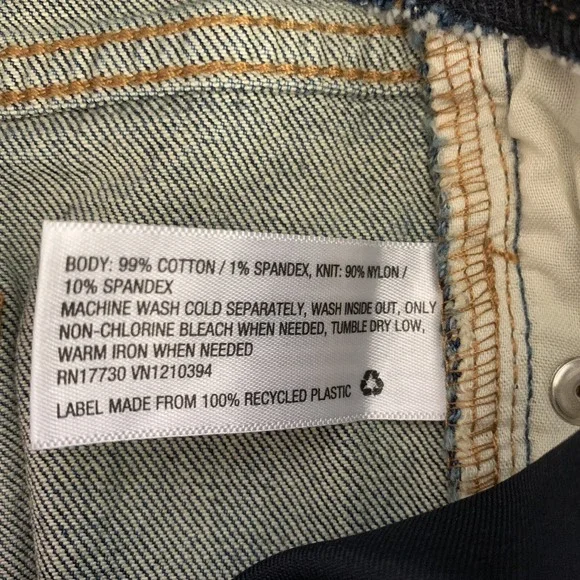 BODY: 99% COTTON / 1% SPANDEX, KNIT: 90% NYLON /
10% SPANDEX
MACHINE WASH COLD SEPARATELY, WASH INSIDE OUT, ONLY
NON-CHLORINE BLEACH WHEN NEEDED, TUMBLE DRY LOW,
WARM IRON WHEN NEEDED
RN17730 VN1210394
LABEL MADE FROM 100% RECYCLED PLASTIC